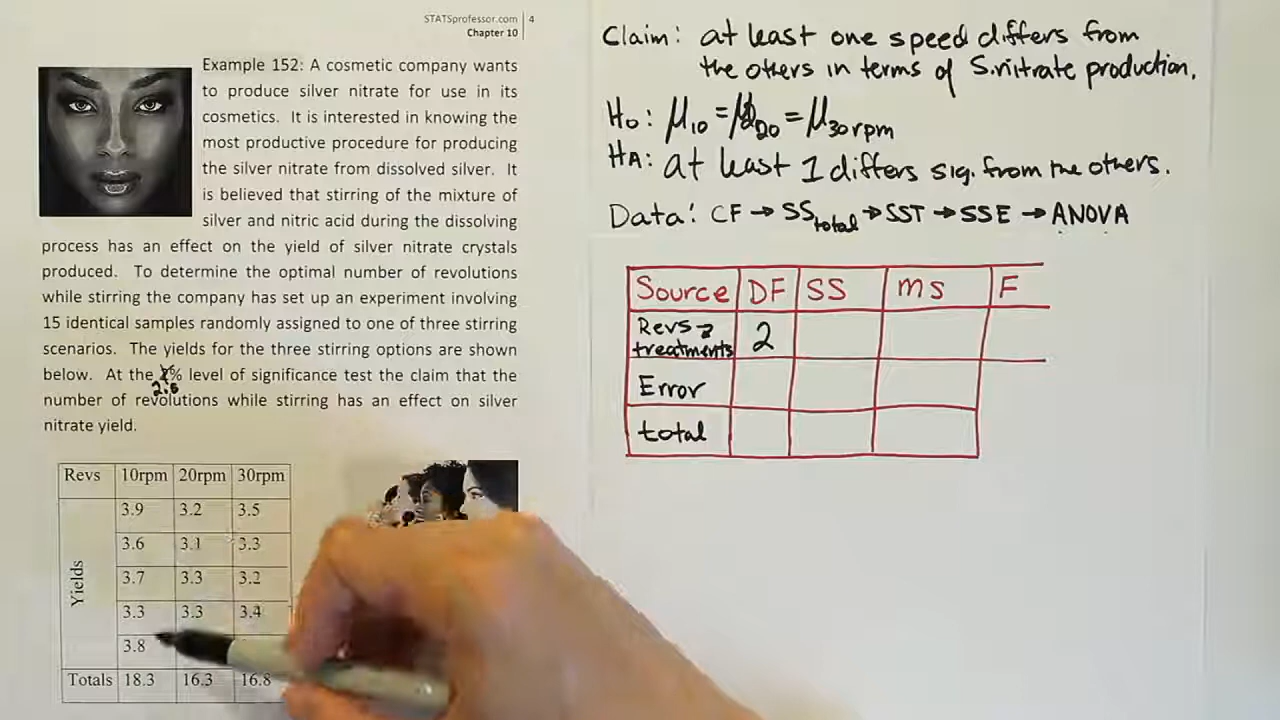 STATSprofessor.com 4
Chapter 10
Example 152: A cosmetic company wants
to produce silver nitrate for use in its
cosmetics. It is interested in knowing the
most productive procedure for producing
the silver nitrate from dissolved silver. It
is believed that stirring of the mixture of
silver and nitric acid during the dissolving
process has an effect on the yield of silver nitrate crystals
produced. To determine the optimal number of revolutions
while stirring the company has set up an experiment involving
15 identical samples randomly assigned to one of three stirring
scenarios. The yields for the three stirring options are shown
below. At the % level of significance test the claim that the
2.5
number of revolutions while stirring has an effect on silver
nitrate yield.
Revs 10rpm 20rpm 30rpm
Yields
3.9 3.2 3.5
3.6 3.1 3.3
3.7 3.3 3.2
3.3 3.3 3.4
3.8
Totals 18.3 16.3 16.8
Claim: at least one speed differs from
the others in terms of S.nitrate production.
Ho: μ10 = μ20 = μ30rpm
HA: at least 1 differs sig. from the others.
Data: CF → SStotal → SST → SSE → ANOVA
Source DF SS MS F
Revs 2
treatments
Error
total